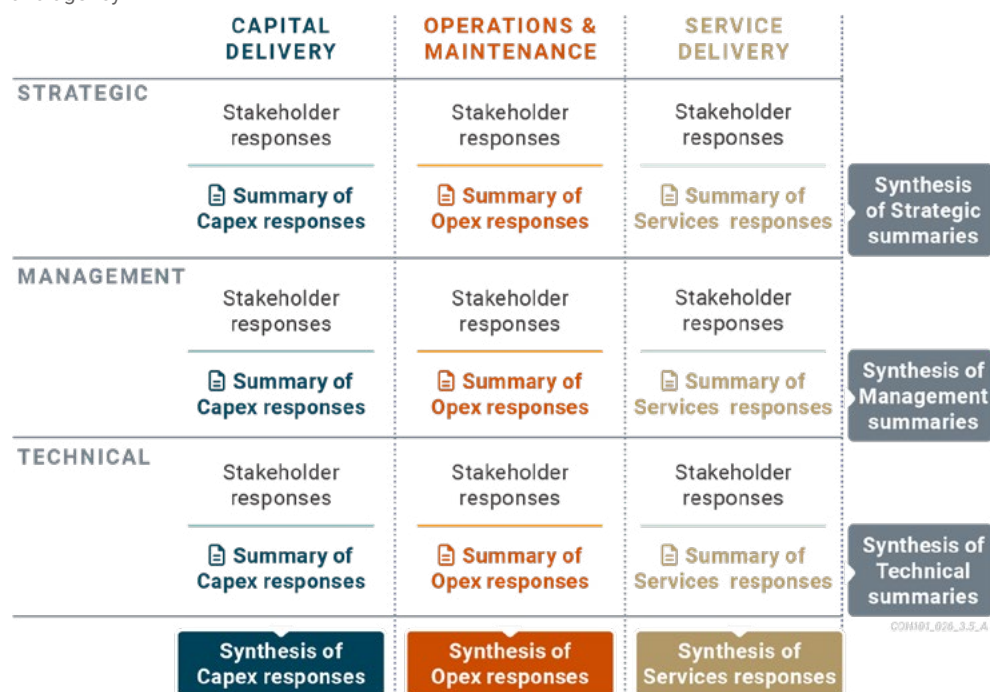 CAPITAL DELIVERY
OPERATIONS & MAINTENANCE
SERVICE DELIVERY
STRATEGIC
Stakeholder responses
Stakeholder responses
Stakeholder responses
Summary of Capex responses
Summary of Opex responses
Summary of Services responses
Synthesis of Strategic summaries
MANAGEMENT
Stakeholder responses
Stakeholder responses
Stakeholder responses
Summary of Capex responses
Summary of Opex responses
Summary of Services responses
Synthesis of Management summaries
TECHNICAL
Stakeholder responses
Stakeholder responses
Stakeholder responses
Summary of Capex responses
Summary of Opex responses
Summary of Services responses
Synthesis of Technical summaries
Synthesis of Capex responses
Synthesis of Opex responses
Synthesis of Services responses